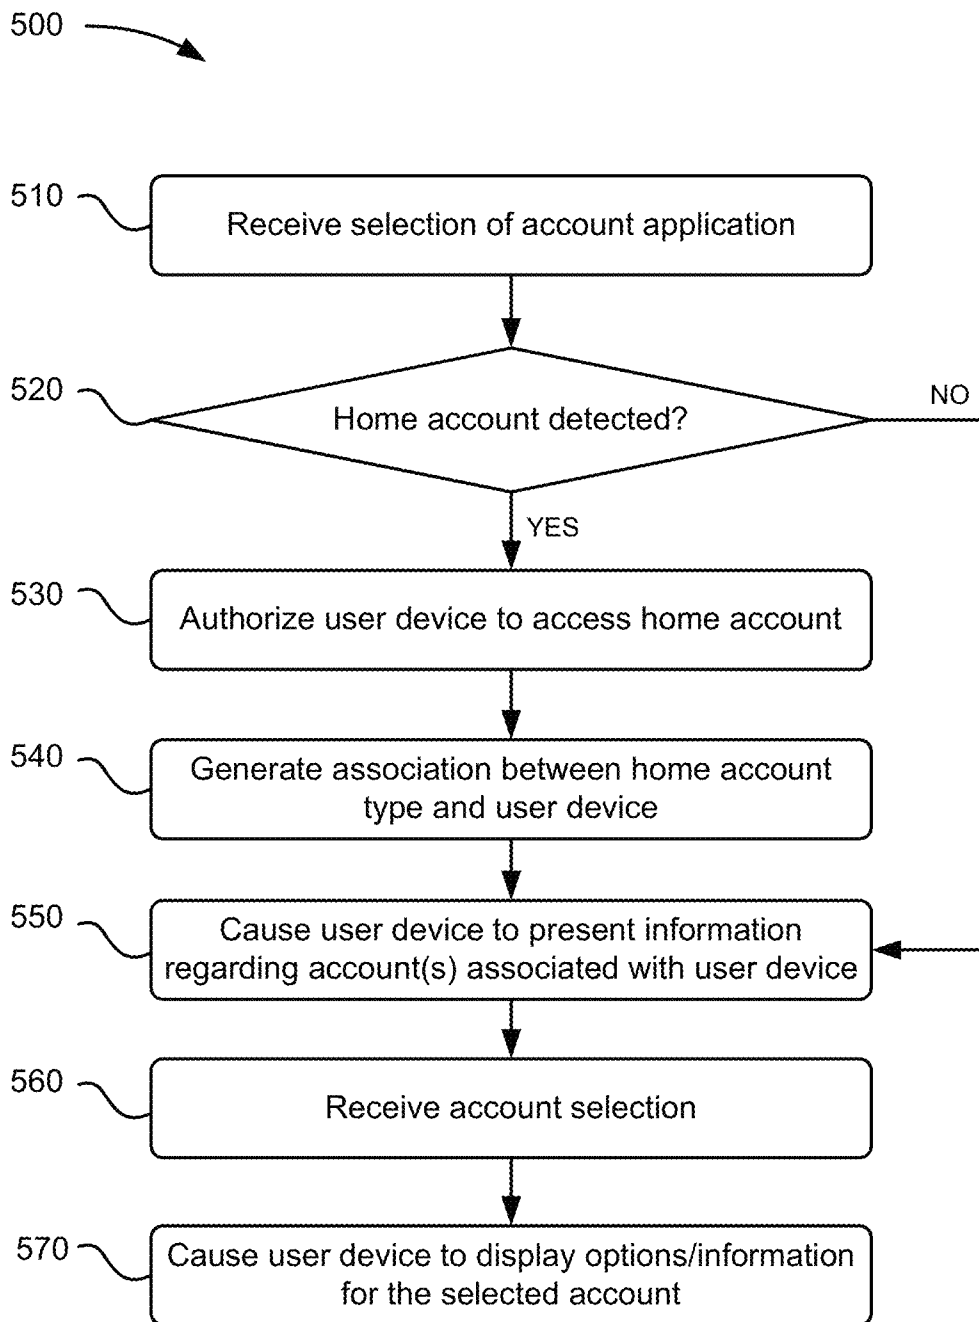 500
510
Receive selection of account application
520
Home account detected?
NO
YES
530
Authorize user device to access home account
540
Generate association between home account
type and user device
550
Cause user device to present information
regarding account(s) associated with user device
560
Receive account selection
570
Cause user device to display options/information
for the selected account